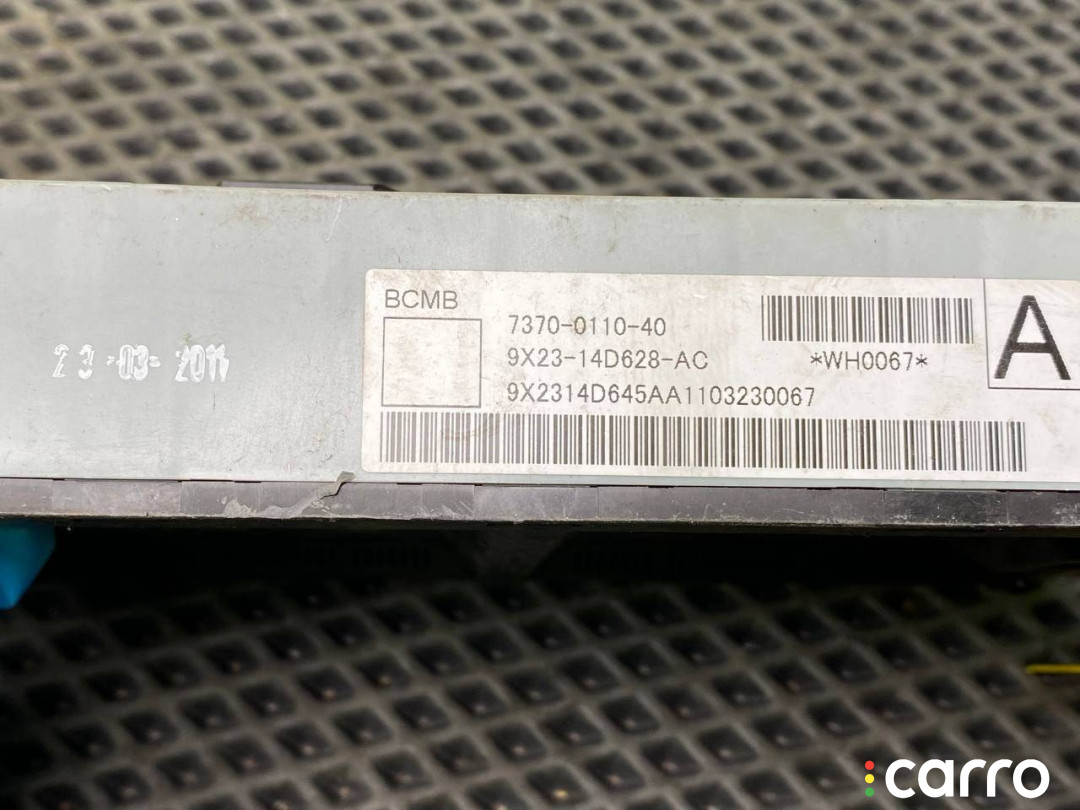 BCMB
7370-0110-40
9X23-14D628-AC
9X2314D645AA1103230067
*WH0067*
A
23-03-2011
carro